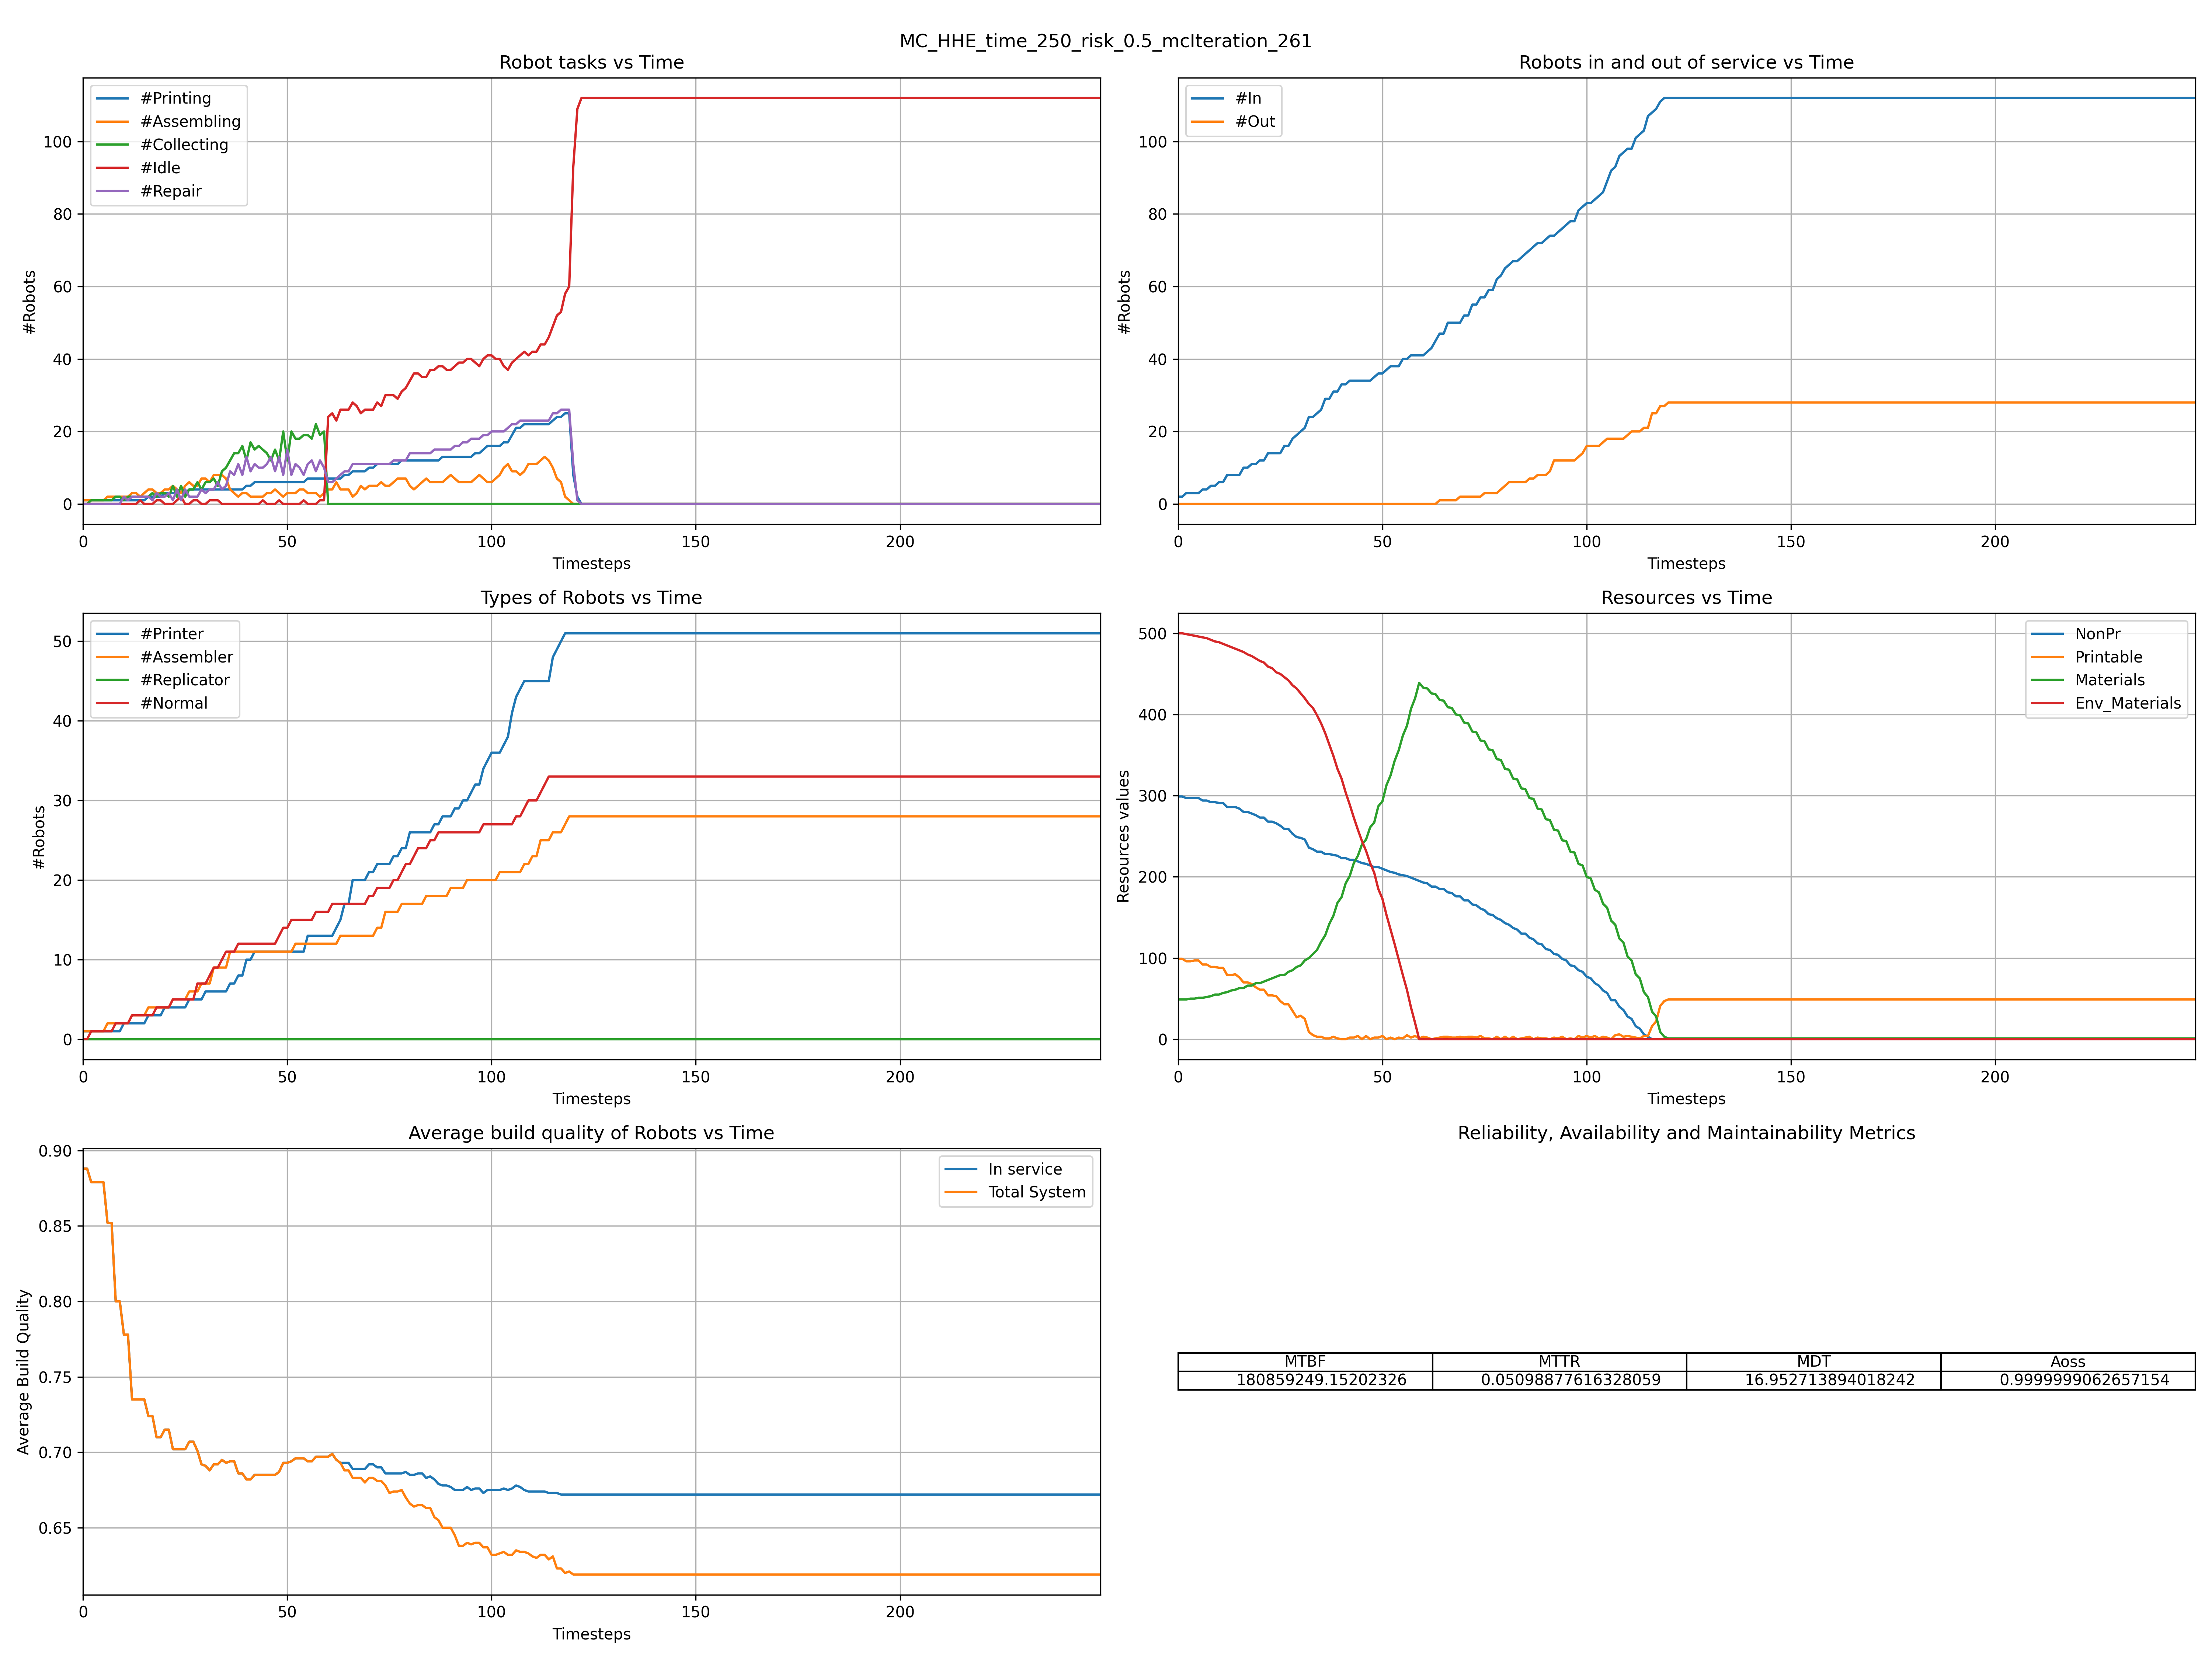 MC_HHE_time_250_risk_0.5_mcIteration_261
Robot tasks vs Time
#Printing
#Assembling
#Collecting
#Idle
#Repair
100
80
60
40
20
0
#Robots
0 50 100 150 200
Timesteps
Robots in and out of service vs Time
#In
#Out
100
80
60
40
20
0
#Robots
0 50 100 150 200
Timesteps
Types of Robots vs Time
#Printer
#Assembler
#Replicator
#Normal
50
40
30
20
10
0
#Robots
0 50 100 150 200
Timesteps
Resources vs Time
NonPr
Printable
Materials
Env_Materials
500
400
300
200
100
0
Resources values
0 50 100 150 200
Timesteps
Average build quality of Robots vs Time
In service
Total System
0.90
0.85
0.80
0.75
0.70
0.65
Average Build Quality
0 50 100 150 200
Timesteps
Reliability, Availability and Maintainability Metrics
MTBF MTTR MDT Aoss
180859249.15202326 0.05098877616328059 16.952713894018242 0.9999999062657154